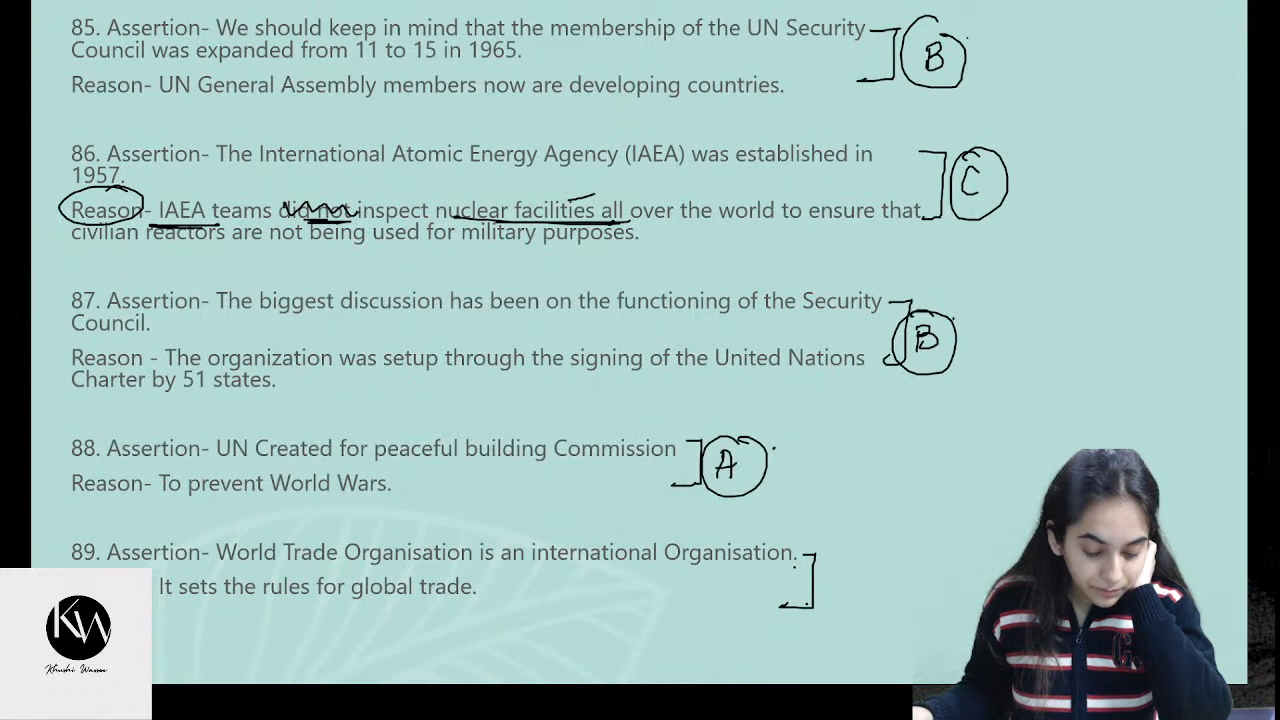 85. Assertion- We should keep in mind that the membership of the UN Security
Council was expanded from 11 to 15 in 1965.
Reason- UN General Assembly members now are developing countries.
B
86. Assertion- The International Atomic Energy Agency (IAEA) was established in
1957.
Reason- IAEA teams did not inspect nuclear facilities all over the world to ensure that
civilian reactors are not being used for military purposes.
C
87. Assertion- The biggest discussion has been on the functioning of the Security
Council.
Reason - The organization was setup through the signing of the United Nations
Charter by 51 states.
B
88. Assertion- UN Created for peaceful building Commission
Reason- To prevent World Wars.
A
89. Assertion- World Trade Organisation is an international Organisation.
It sets the rules for global trade.
KW
Khushi